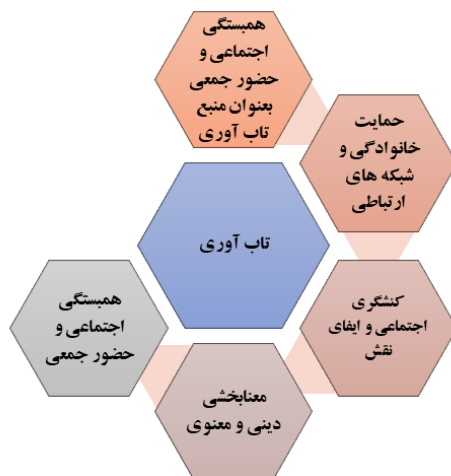 همبستگی
اجتماعی و
حضور جمعی
بعنوان منبع
تاب آوری
حمایت
خانوادگی و
شبکه های
ارتباطی
تاب آوری
کنشگری
اجتماعی و ایفای
نقش
همبستگی
اجتماعی و
حضور جمعی
معنابخشی
دینی و معنوی